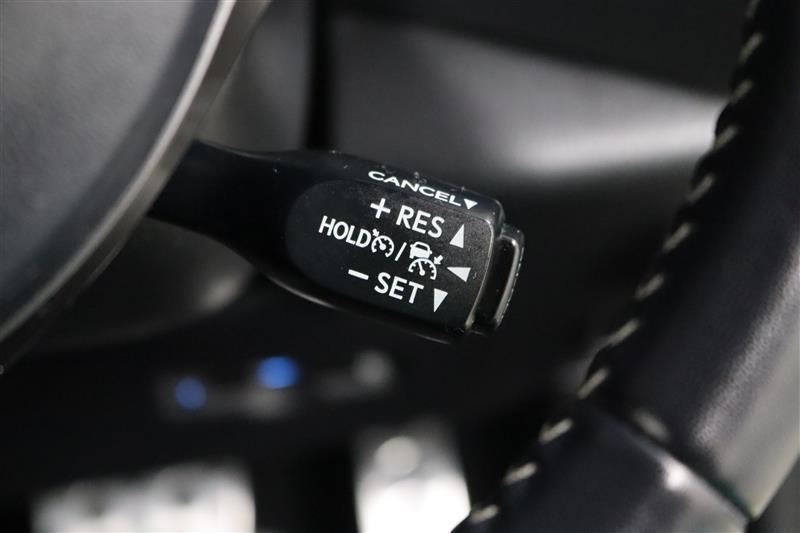 CANCEL▼
+ RES ▲
HOLD /
− SET ▼